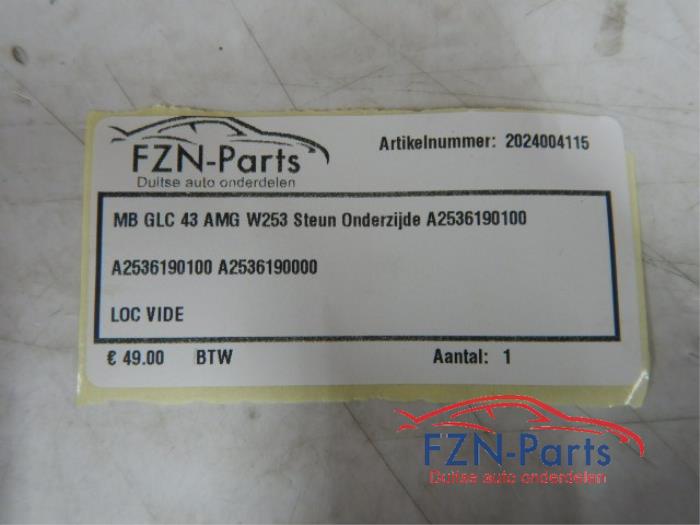 FZN-Parts
Duitse auto onderdelen
Artikelnummer: 2024004115
MB GLC 43 AMG W253 Steun Onderzijde A2536190100
A2536190100 A2536190000
LOC VIDE
€ 49.00 BTW Aantal: 1
FZN-Parts
Duitse auto onderdelen